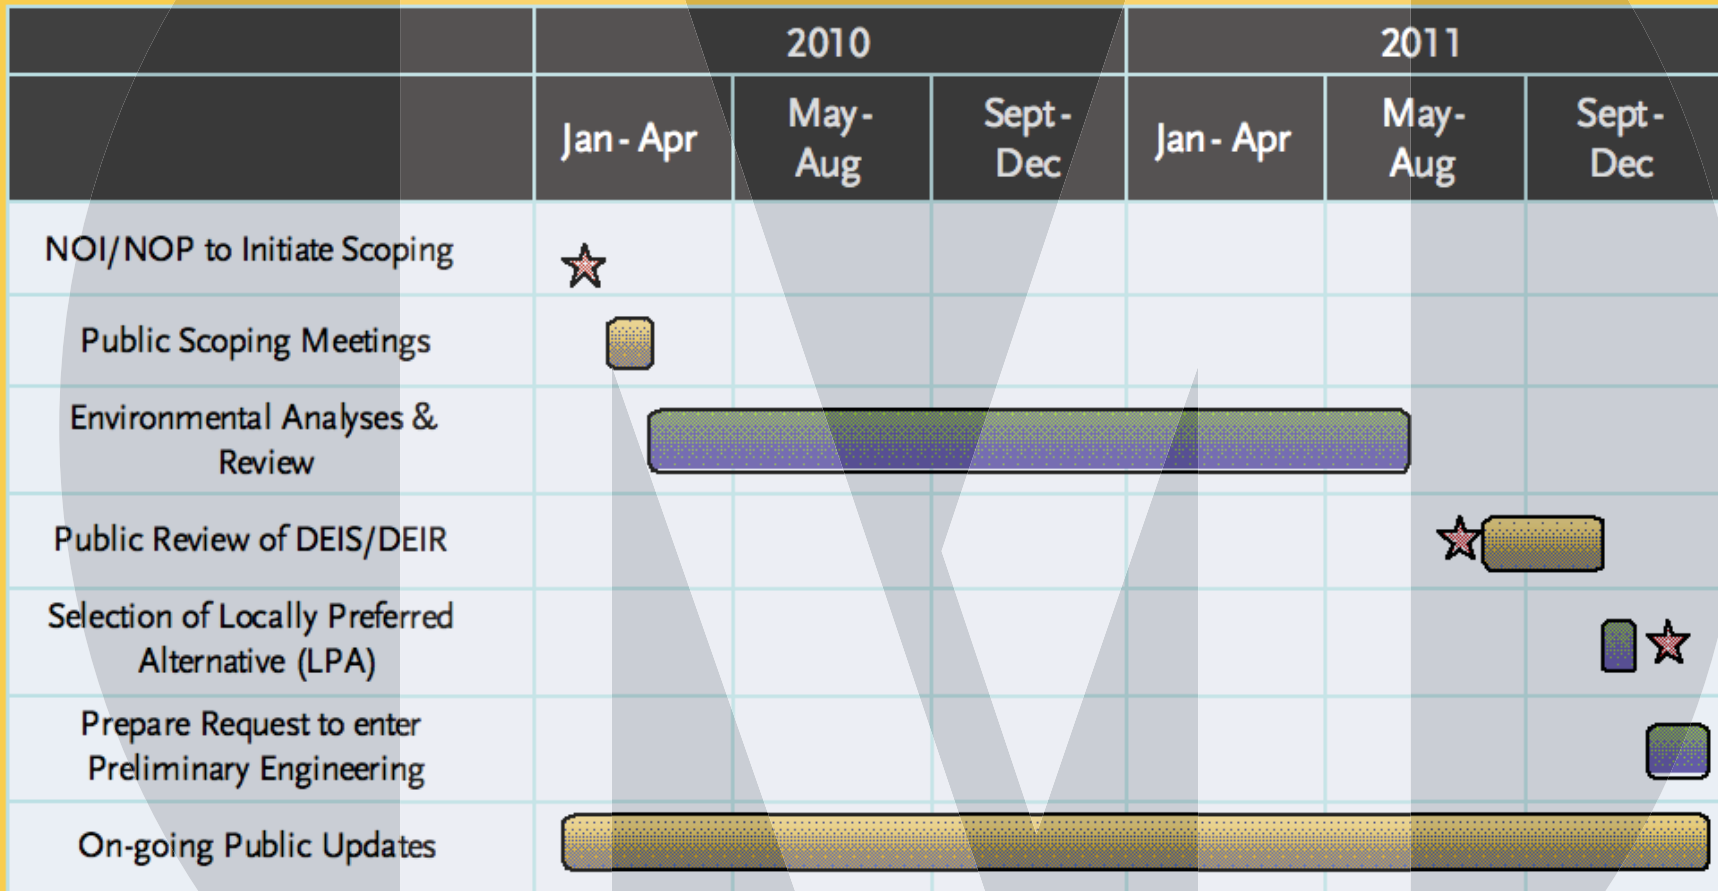 2010 2011
Jan - Apr May - Aug Sept - Dec Jan - Apr May - Aug Sept - Dec
NOI/NOP to Initiate Scoping
Public Scoping Meetings
Environmental Analyses &
Review
Public Review of DEIS/DEIR
Selection of Locally Preferred
Alternative (LPA)
Prepare Request to enter
Preliminary Engineering
On-going Public Updates